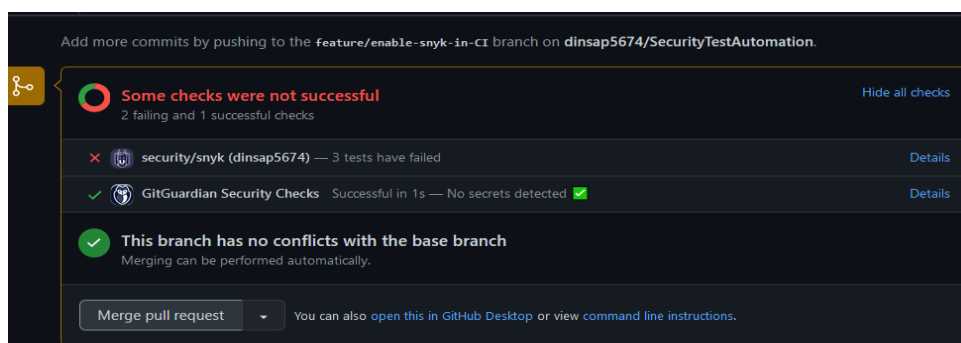 Add more commits by pushing to the feature/enable-snyk-in-CI branch on dinsap5674/SecurityTestAutomation.
Some checks were not successful
Hide all checks
2 failing and 1 successful checks
security/snyk (dinsap5674) — 3 tests have failed
Details
GitGuardian Security Checks Successful in 1s — No secrets detected ✅
Details
This branch has no conflicts with the base branch
Merging can be performed automatically.
Merge pull request
You can also open this in GitHub Desktop or view command line instructions.